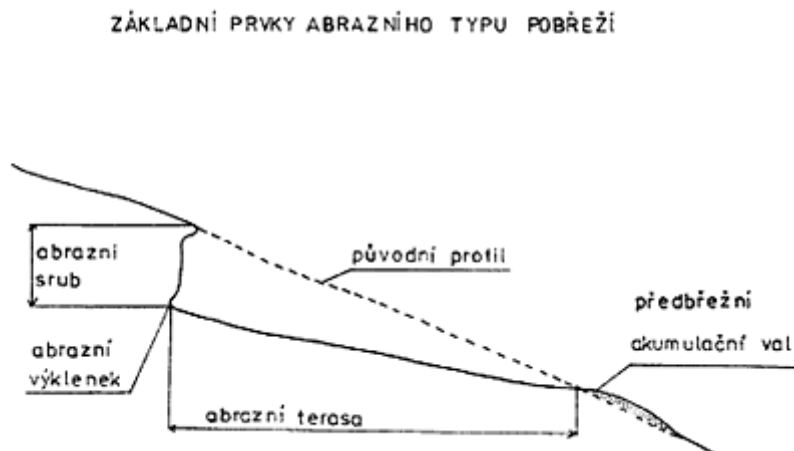 ZÁKLADNÍ PRVKY ABRAZNÍHO TYPU POBŘEŽÍ
abrazní
srub
původní profil
předbřežní
akumulační val
abrazní
výklenek
abrazní terasa